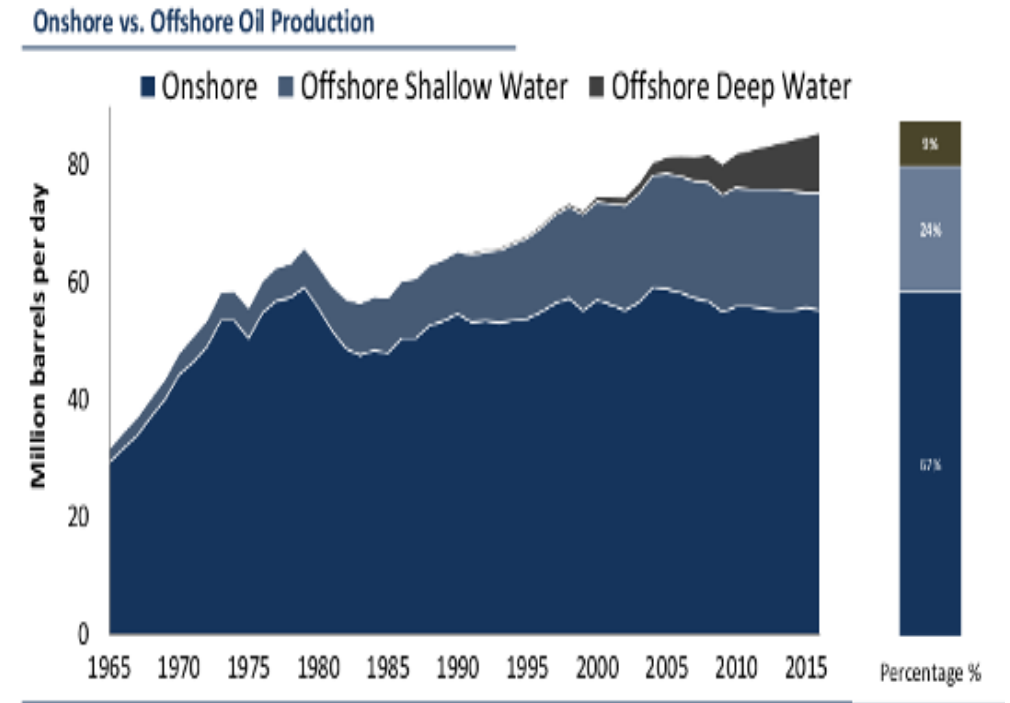 Onshore vs. Offshore Oil Production
Onshore Offshore Shallow Water Offshore Deep Water
Million barrels per day
80
60
40
20
0
1965 1970 1975 1980 1985 1990 1995 2000 2005 2010 2015
9%
24%
67%
Percentage %